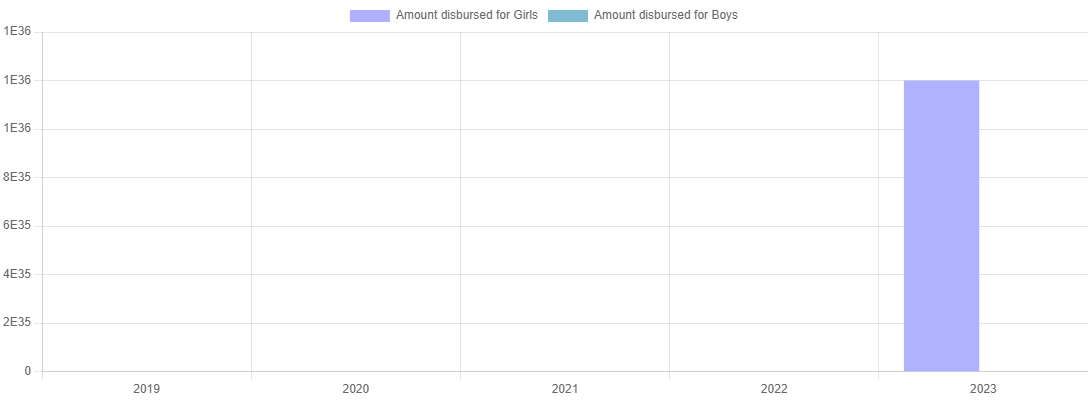 Amount disbursed for Girls Amount disbursed for Boys
1E36
1E36
1E36
8E35
6E35
4E35
2E35
0
2019 2020 2021 2022 2023